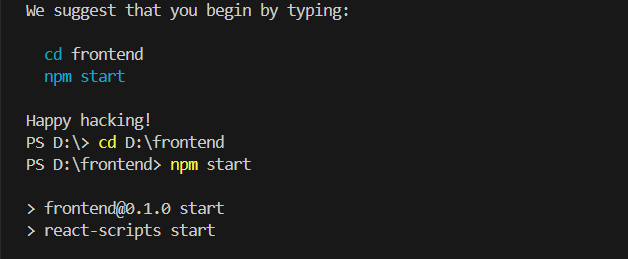 We suggest that you begin by typing:
cd frontend
npm start
Happy hacking!
PS D:\> cd D:\frontend
PS D:\frontend> npm start
> frontend@0.1.0 start
> react-scripts start